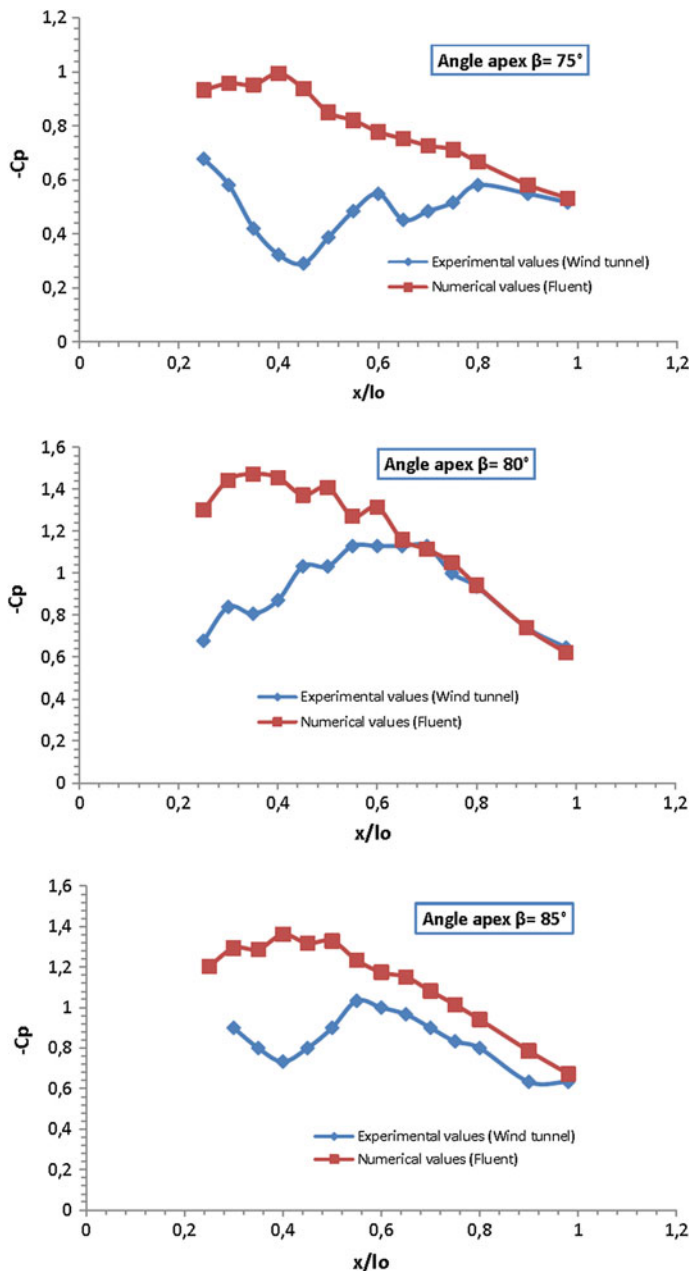 1,2
Angle apex β= 75˚
1
0,8
-Cp
0,6
0,4
Experimental values (Wind tunnel)
Numerical values (Fluent)
0,2
0
0 0,2 0,4 0,6 0,8 1 1,2
x/lo
1,6
Angle apex β= 80˚
1,4
1,2
1
-Cp
0,8
0,6
0,4
Experimental values (Wind tunnel)
Numerical values (Fluent)
0,2
0
0 0,2 0,4 0,6 0,8 1 1,2
x/lo
1,6
Angle apex β= 85˚
1,4
1,2
1
-Cp
0,8
0,6
0,4
Experimental values (Wind tunnel)
Numerical values (Fluent)
0,2
0
0 0,2 0,4 0,6 0,8 1 1,2
x/lo